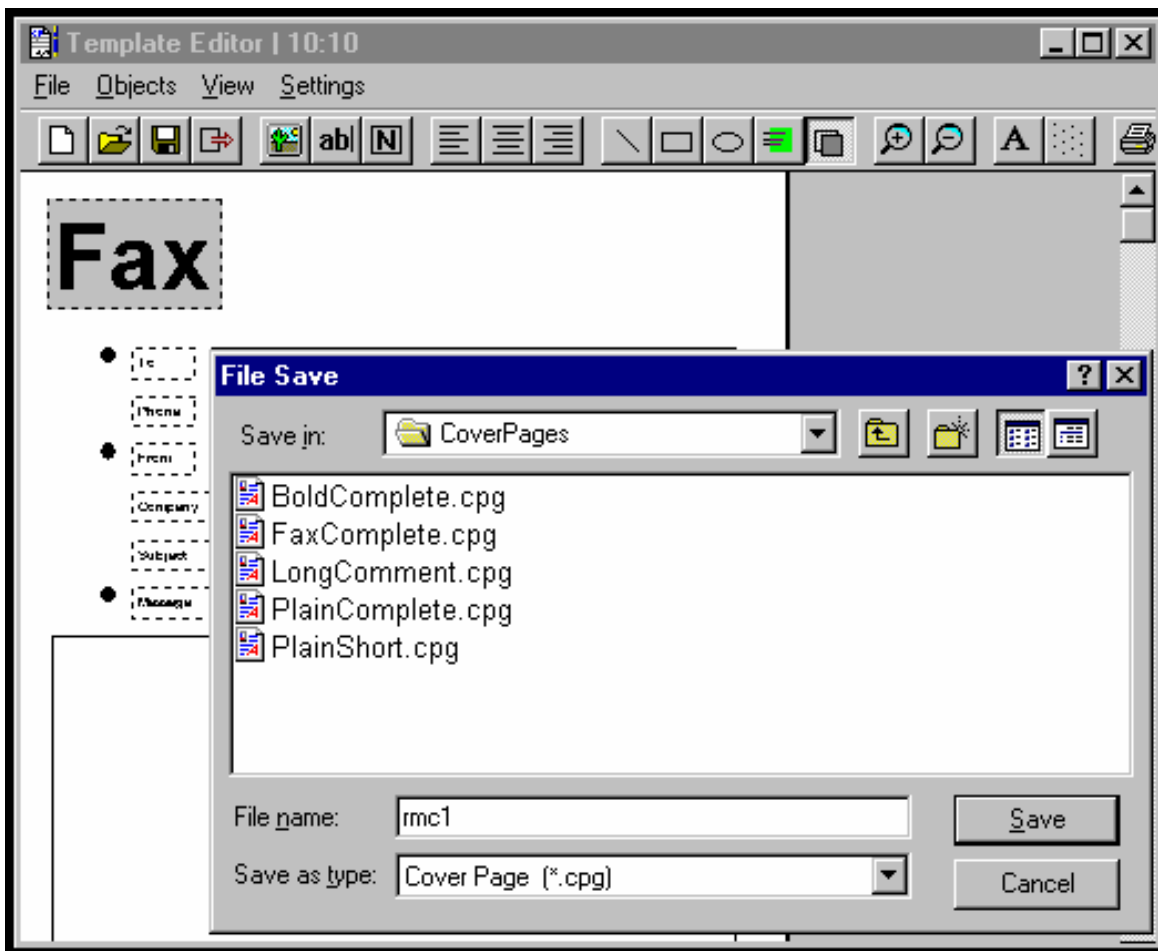 Template Editor | 10:10
File Objects View Settings
ab| N A
Fax
To
Phone
From
Company
Subject
Message
File Save
Save in: CoverPages
BoldComplete.cpg
FaxComplete.cpg
LongComment.cpg
PlainComplete.cpg
PlainShort.cpg
File name: rmc1 Save
Save as type: Cover Page (*.cpg) Cancel